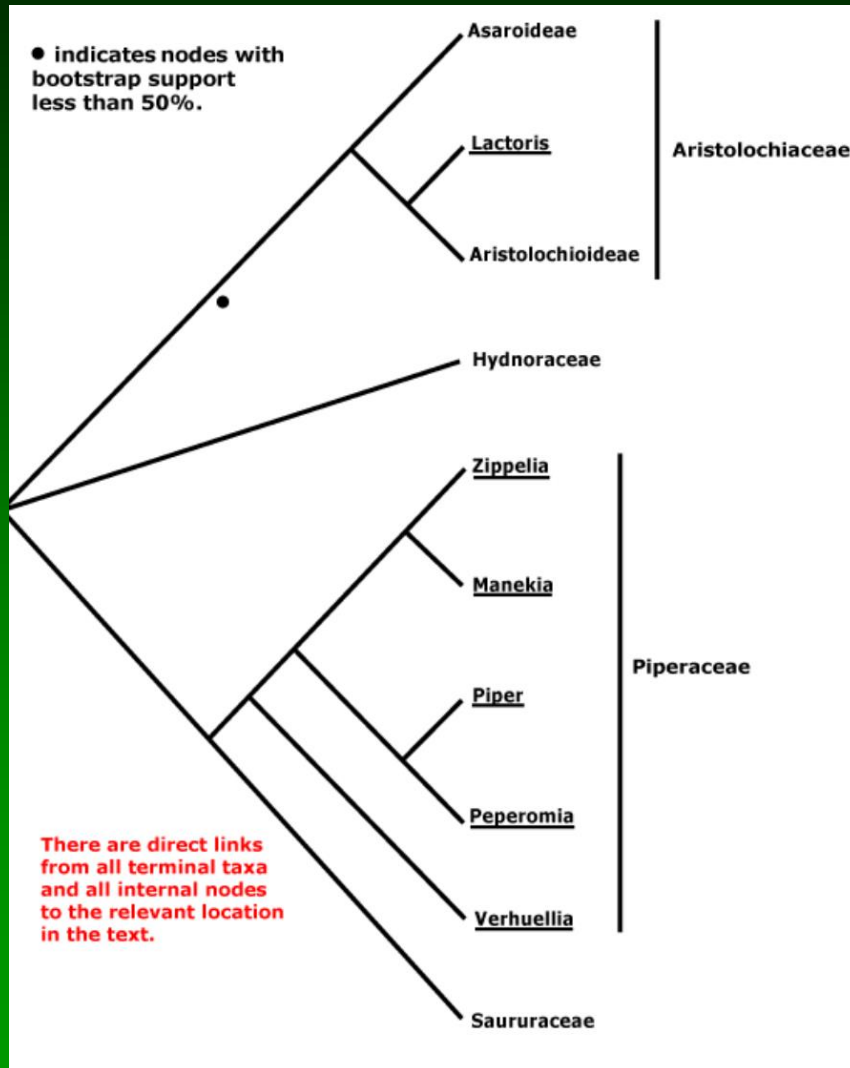 Asaroideae
● indicates nodes with
bootstrap support
less than 50%.
Lactoris
Aristolochiaceae
Aristolochioideae
Hydnoraceae
Zippelia
Manekia
Piperaceae
Piper
Peperomia
There are direct links
from all terminal taxa
and all internal nodes
to the relevant location
in the text.
Verhuellia
Saururaceae